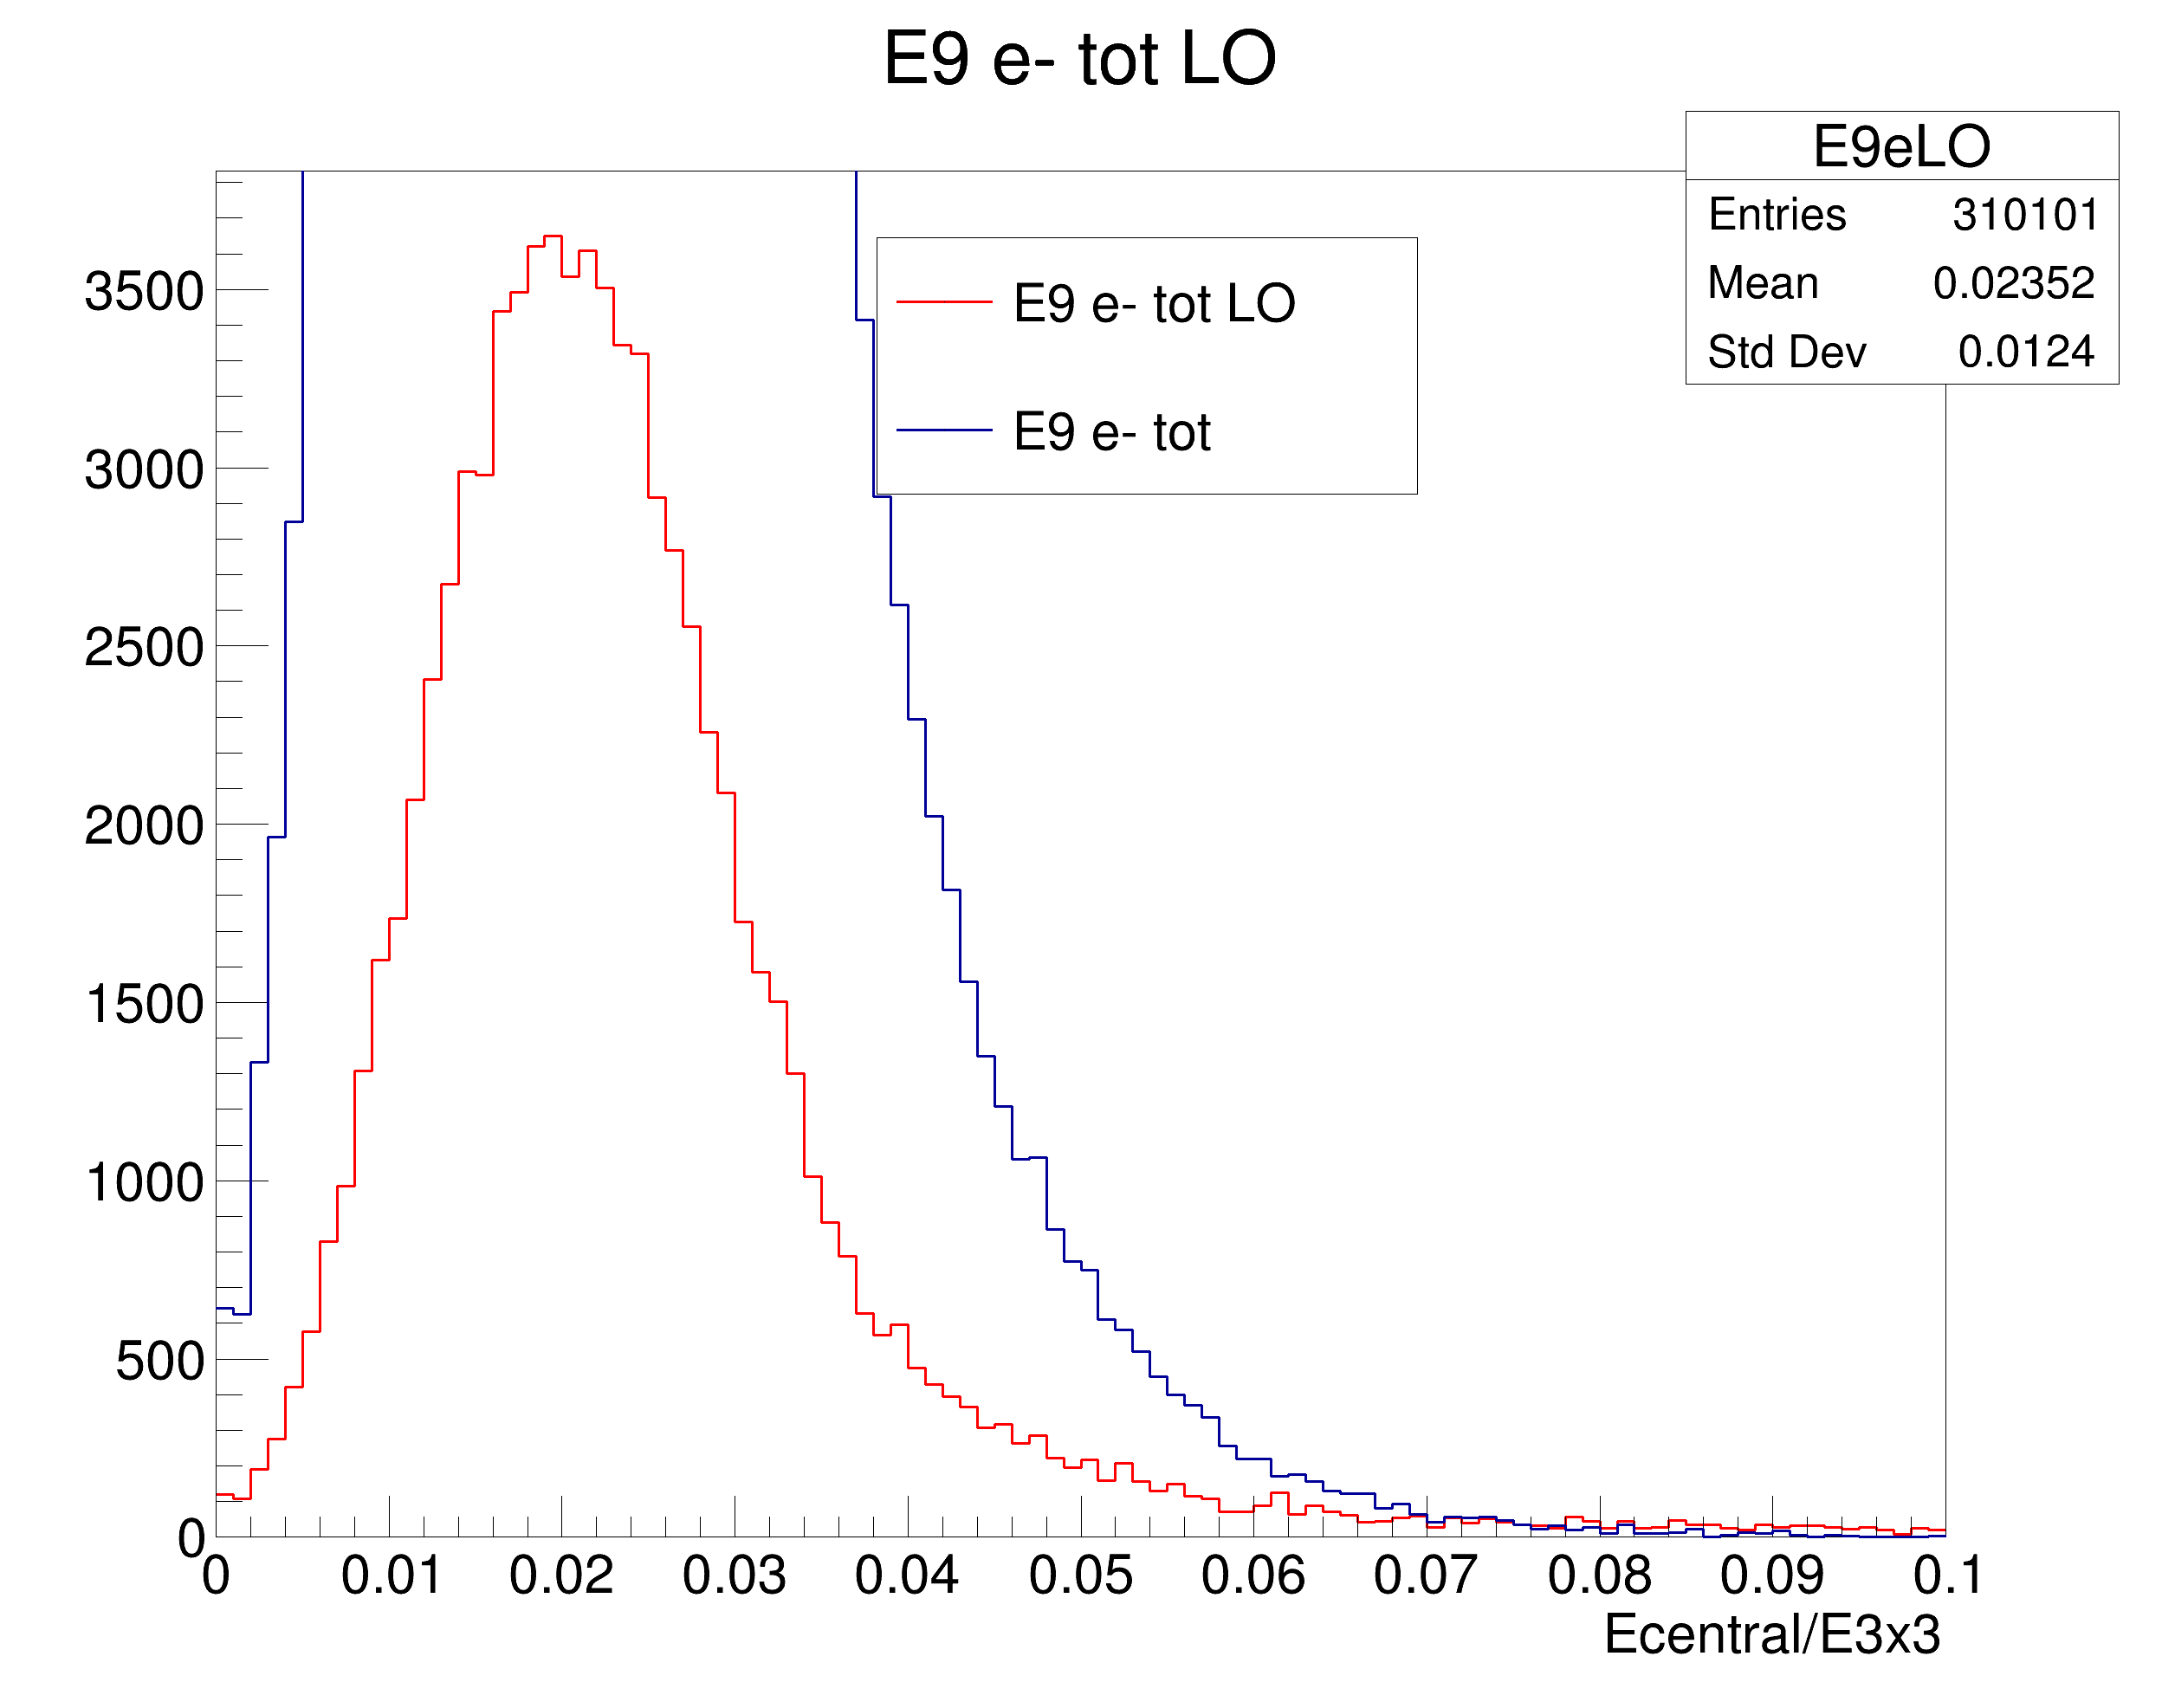 E9 e- tot LO
E9eLO
Entries 310101
Mean 0.02352
Std Dev 0.0124
E9 e- tot LO
E9 e- tot
3500
3000
2500
2000
1500
1000
500
0
0 0.01 0.02 0.03 0.04 0.05 0.06 0.07 0.08 0.09 0.1
Ecentral/E3x3